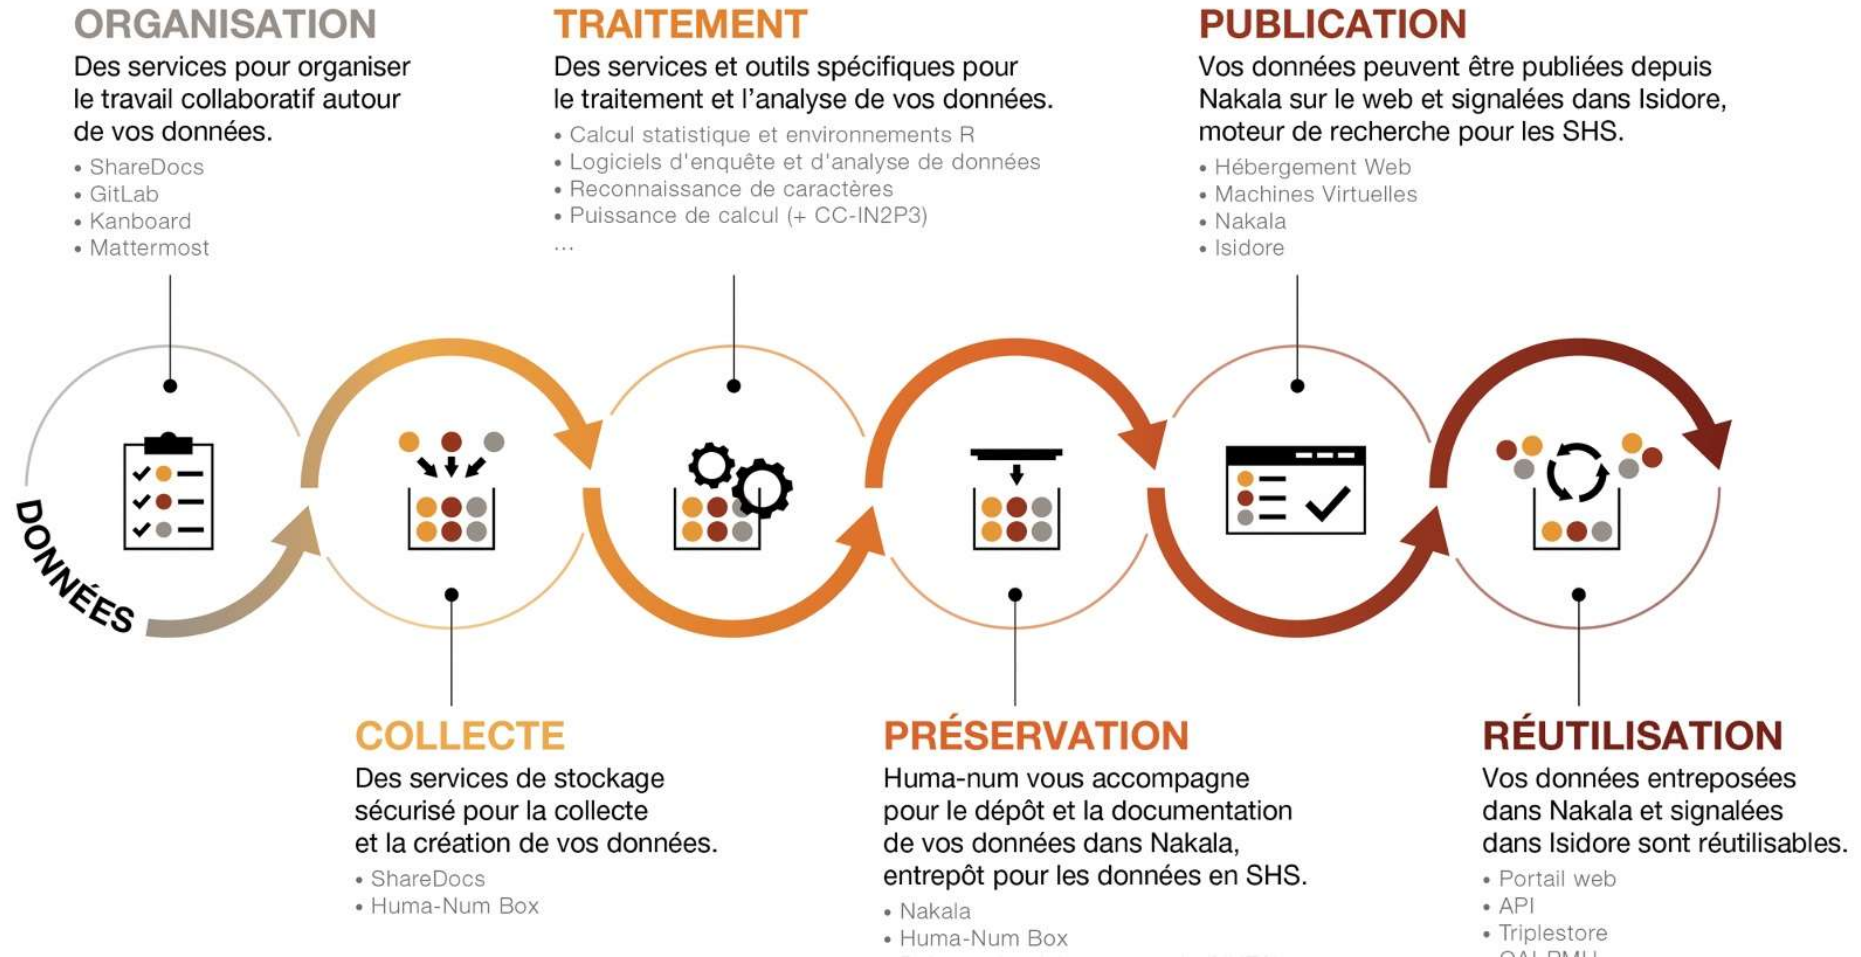 ORGANISATION
Des services pour organiser
le travail collaboratif autour
de vos données.
• ShareDocs
• GitLab
• Kanboard
• Mattermost
TRAITEMENT
Des services et outils spécifiques pour
le traitement et l'analyse de vos données.
• Calcul statistique et environnements R
• Logiciels d'enquête et d'analyse de données
• Reconnaissance de caractères
• Puissance de calcul (+ CC-IN2P3)
...
PUBLICATION
Vos données peuvent être publiées depuis
Nakala sur le web et signalées dans Isidore,
moteur de recherche pour les SHS.
• Hébergement Web
• Machines Virtuelles
• Nakala
• Isidore
DONNÉES
COLLECTE
Des services de stockage
sécurisé pour la collecte
et la création de vos données.
• ShareDocs
• Huma-Num Box
PRÉSERVATION
Huma-num vous accompagne
pour le dépôt et la documentation
de vos données dans Nakala,
entrepôt pour les données en SHS.
• Nakala
• Huma-Num Box
RÉUTILISATION
Vos données entreposées
dans Nakala et signalées
dans Isidore sont réutilisables.
• Portail web
• API
• Triplestore